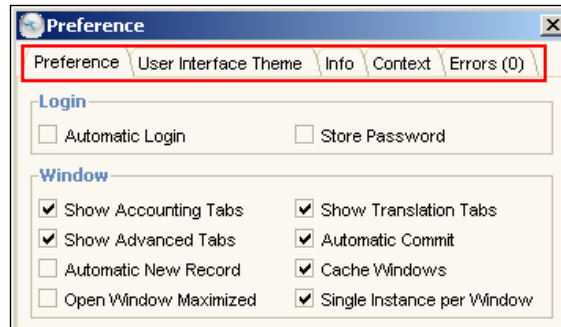 Preference
Preference User Interface Theme Info Context Errors (0)
Login
Automatic Login Store Password
Window
Show Accounting Tabs Show Translation Tabs
Show Advanced Tabs Automatic Commit
Automatic New Record Cache Windows
Open Window Maximized Single Instance per Window